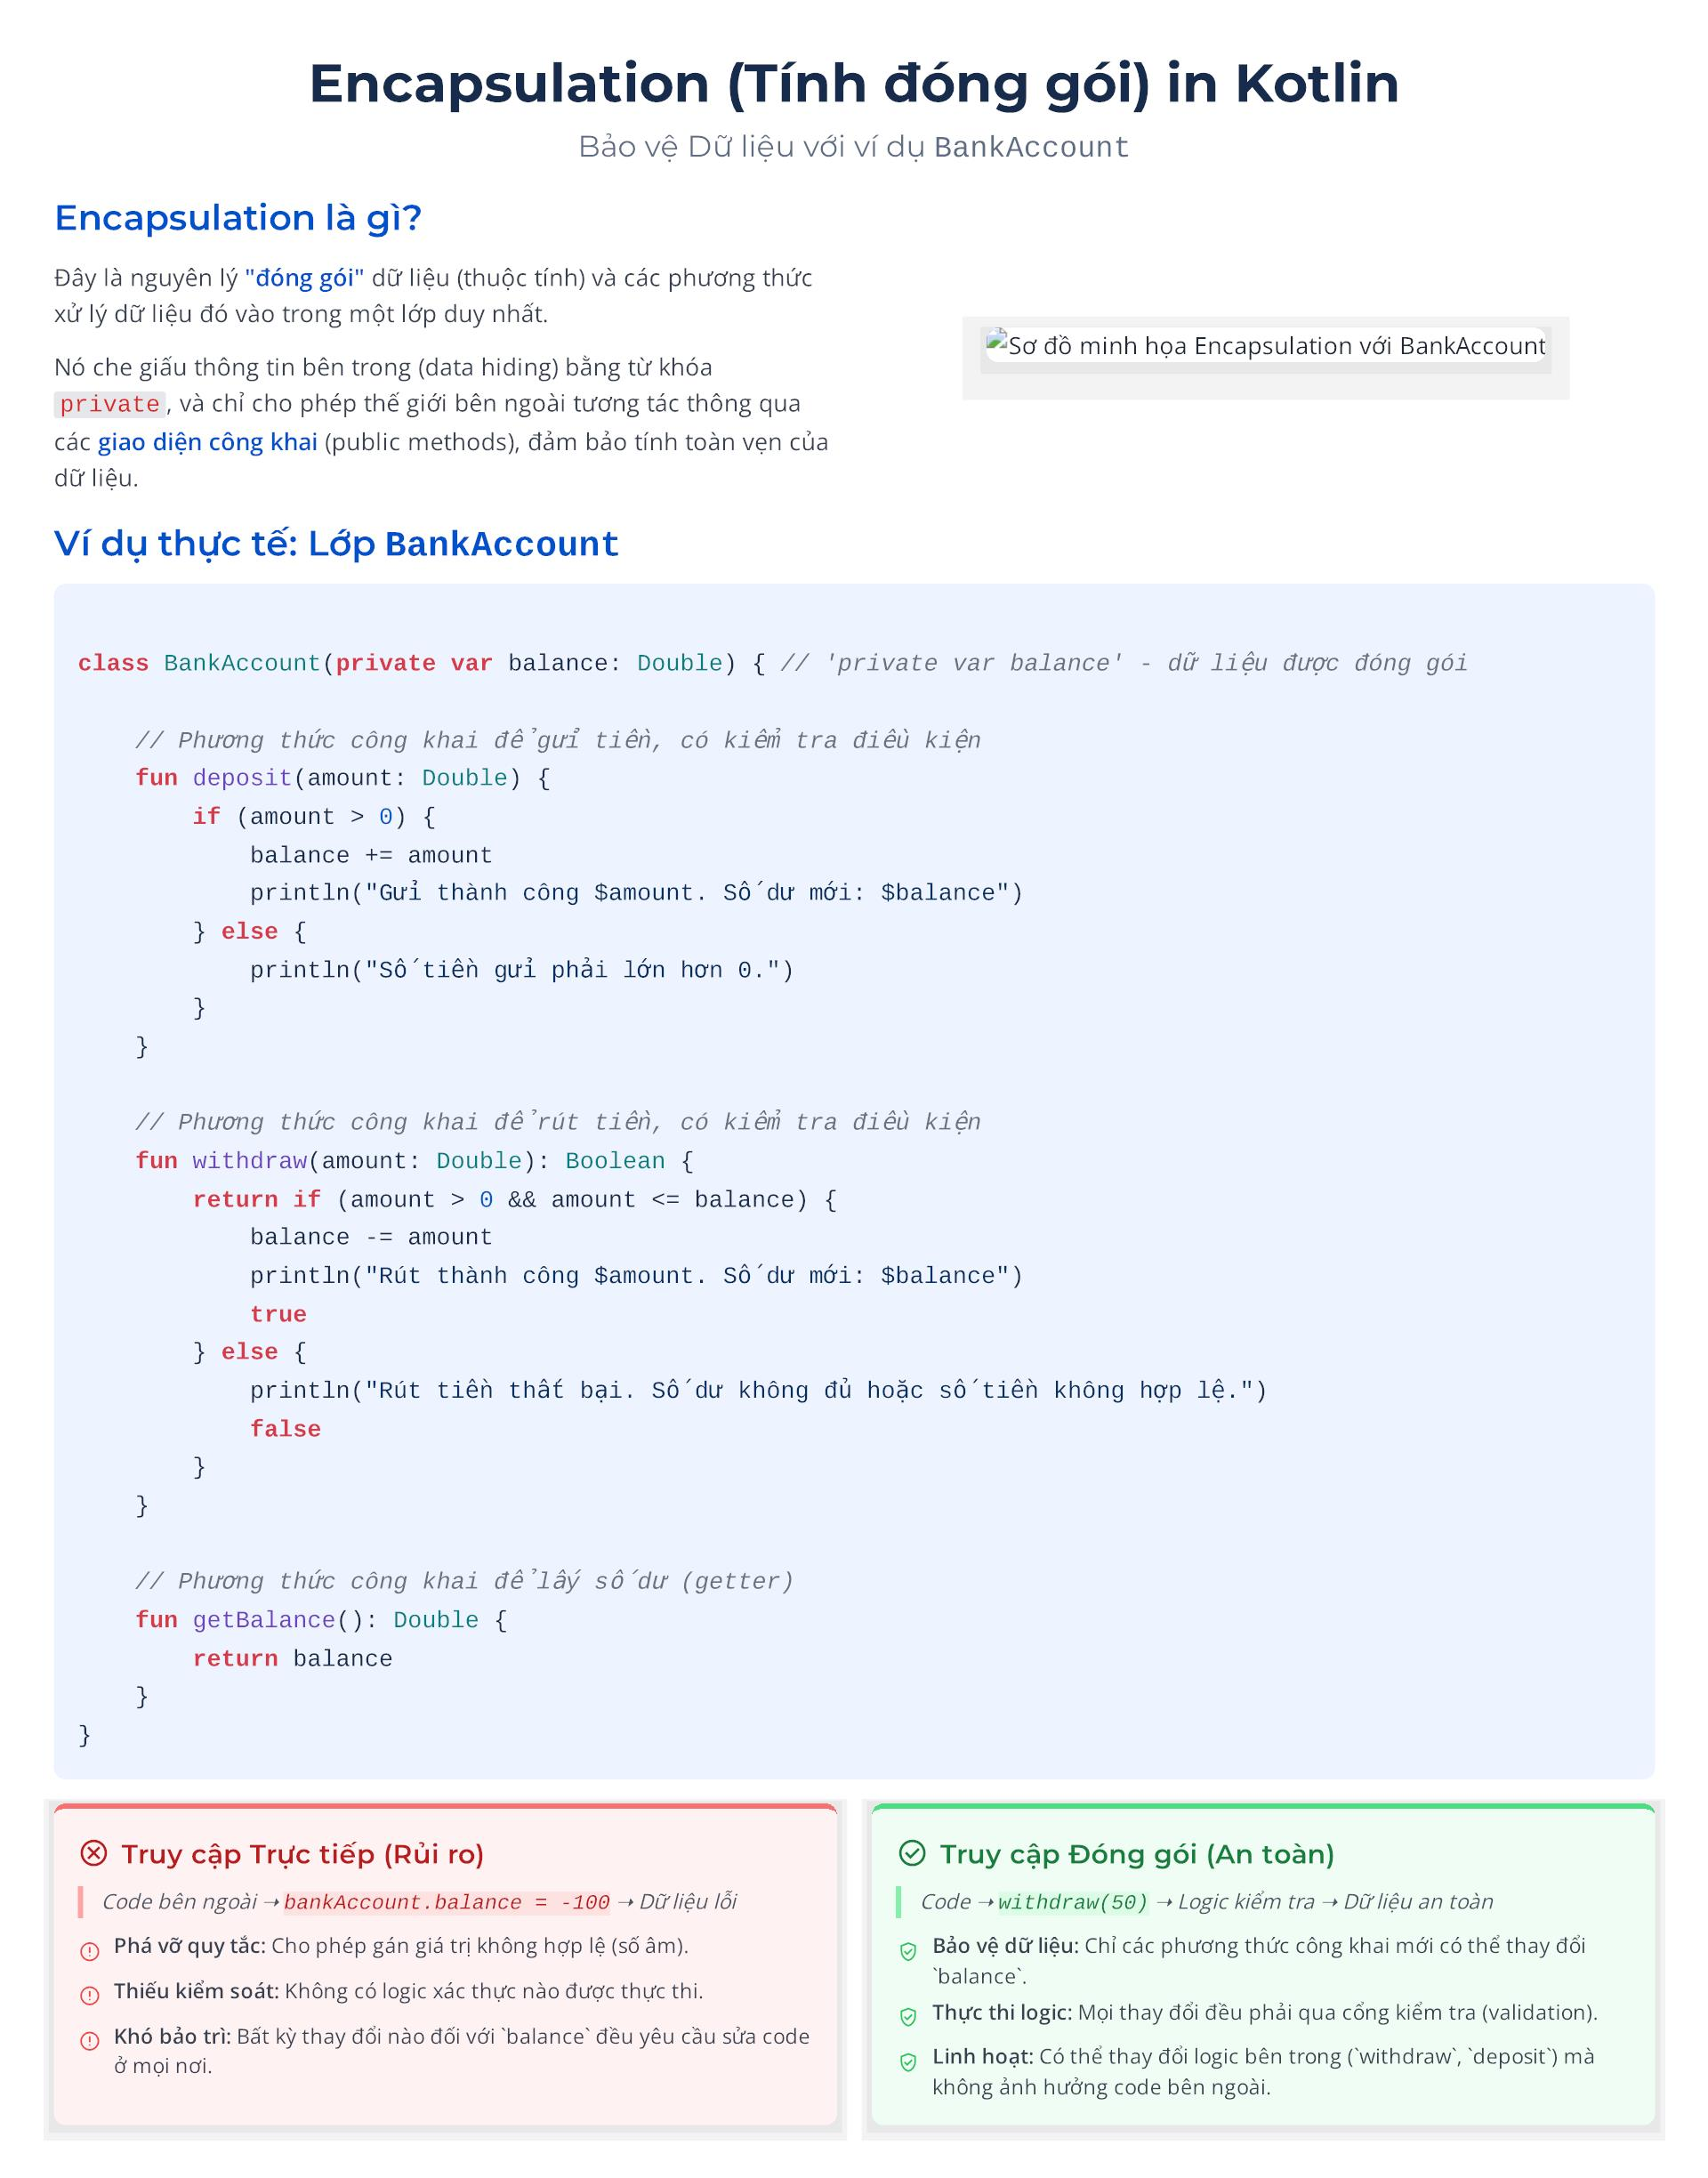 Encapsulation (Tính đóng gói) in Kotlin
Bảo vệ Dữ liệu với ví dụ BankAccount
Encapsulation là gì?
Đây là nguyên lý "đóng gói" dữ liệu (thuộc tính) và các phương thức
xử lý dữ liệu đó vào trong một lớp duy nhất.
Nó che giấu thông tin bên trong (data hiding) bằng từ khóa
private, và chỉ cho phép thế giới bên ngoài tương tác thông qua
các giao diện công khai (public methods), đảm bảo tính toàn vẹn của
dữ liệu.
Sơ đồ minh họa Encapsulation với BankAccount
Ví dụ thực tế: Lớp BankAccount
class BankAccount(private var balance: Double) { // 'private var balance' - dữ liệu được đóng gói
    // Phương thức công khai để gửi tiền, có kiểm tra điều kiện
    fun deposit(amount: Double) {
        if (amount > 0) {
            balance += amount
            println("Gửi thành công $amount. Số dư mới: $balance")
        } else {
            println("Số tiền gửi phải lớn hơn 0.")
        }
    }
    // Phương thức công khai để rút tiền, có kiểm tra điều kiện
    fun withdraw(amount: Double): Boolean {
        return if (amount > 0 && amount <= balance) {
            balance -= amount
            println("Rút thành công $amount. Số dư mới: $balance")
            true
        } else {
            println("Rút tiền thất bại. Số dư không đủ hoặc số tiền không hợp lệ.")
            false
        }
    }
    // Phương thức công khai để lấy số dư (getter)
    fun getBalance(): Double {
        return balance
    }
}
Truy cập Trực tiếp (Rủi ro)
Code bên ngoài → bankAccount.balance = -100 → Dữ liệu lỗi
Phá vỡ quy tắc: Cho phép gán giá trị không hợp lệ (số âm).
Thiếu kiểm soát: Không có logic xác thực nào được thực thi.
Khó bảo trì: Bất kỳ thay đổi nào đối với `balance` đều yêu cầu sửa code
ở mọi nơi.
Truy cập Đóng gói (An toàn)
Code → withdraw(50) → Logic kiểm tra → Dữ liệu an toàn
Bảo vệ dữ liệu: Chỉ các phương thức công khai mới có thể thay đổi
`balance`.
Thực thi logic: Mọi thay đổi đều phải qua cổng kiểm tra (validation).
Linh hoạt: Có thể thay đổi logic bên trong (`withdraw`, `deposit`) mà
không ảnh hưởng code bên ngoài.